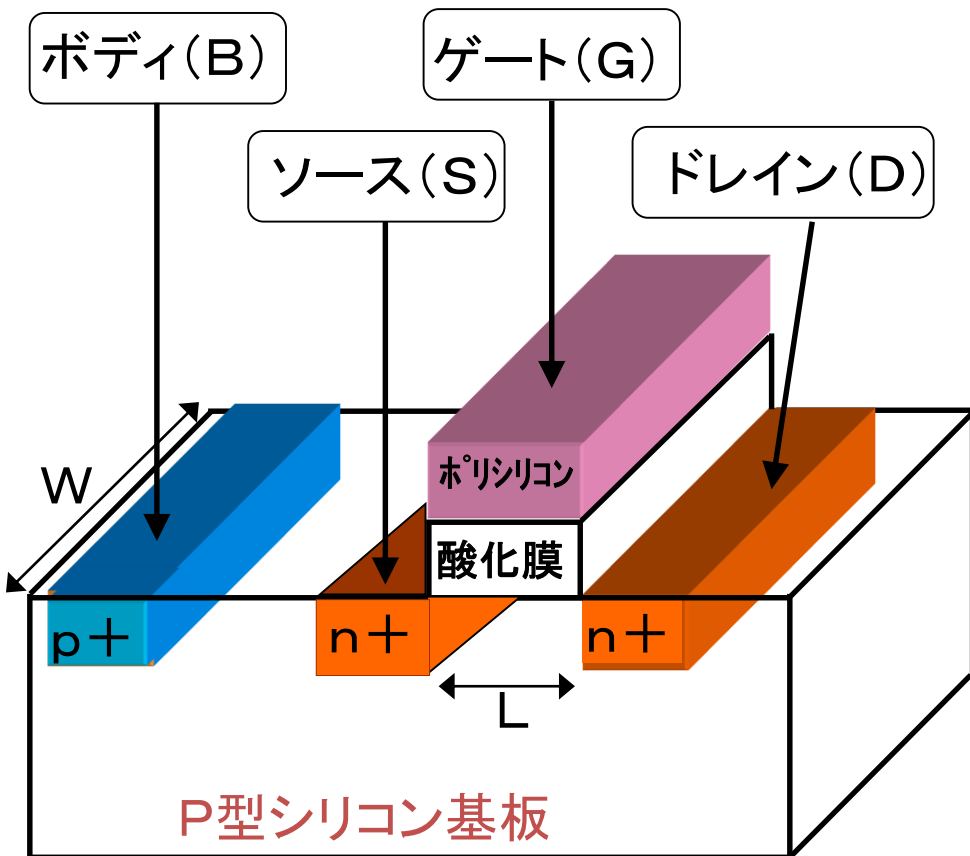 ボディ(B)
ゲート(G)
ソース(S)
ドレイン(D)
W
ポリシリコン
酸化膜
p+
n+
n+
L
P型シリコン基板